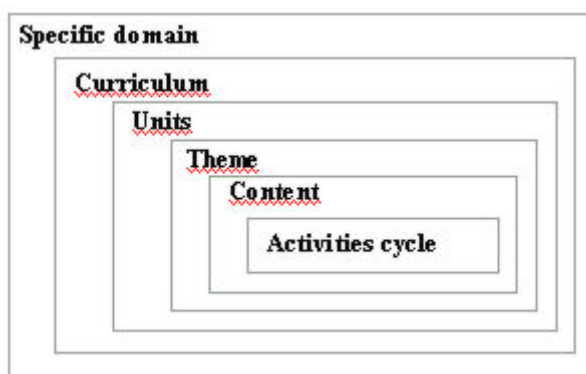 Specific domain
Curriculum
Units
Theme
Content
Activities cycle